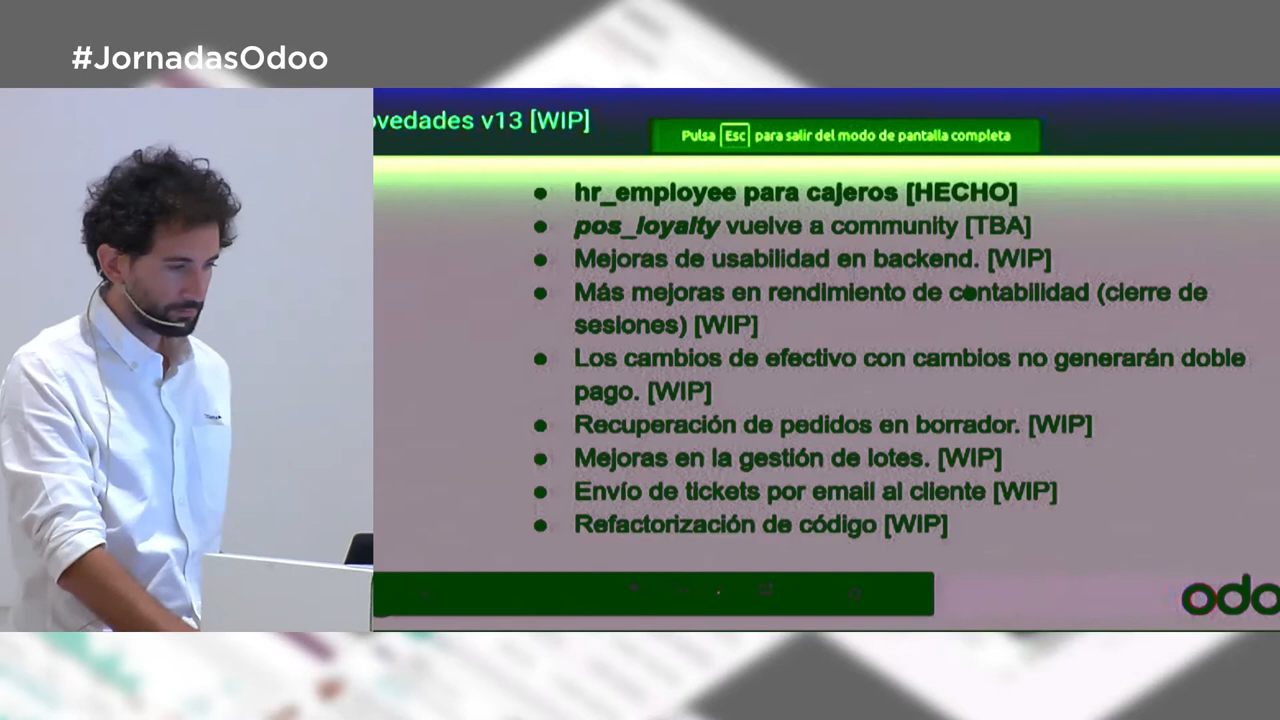 #JornadasOdoo
ovedades v13 [WIP]
Pulsa Esc para salir del modo de pantalla completa
hr_employee para cajeros [HECHO]
pos_loyalty vuelve a community [TBA]
Mejoras de usabilidad en backend. [WIP]
Más mejoras en rendimiento de contabilidad (cierre de
sesiones) [WIP]
Los cambios de efectivo con cambios no generarán doble
pago. [WIP]
Recuperación de pedidos en borrador. [WIP]
Mejoras en la gestión de lotes. [WIP]
Envío de tickets por email al cliente [WIP]
Refactorización de código [WIP]
odo